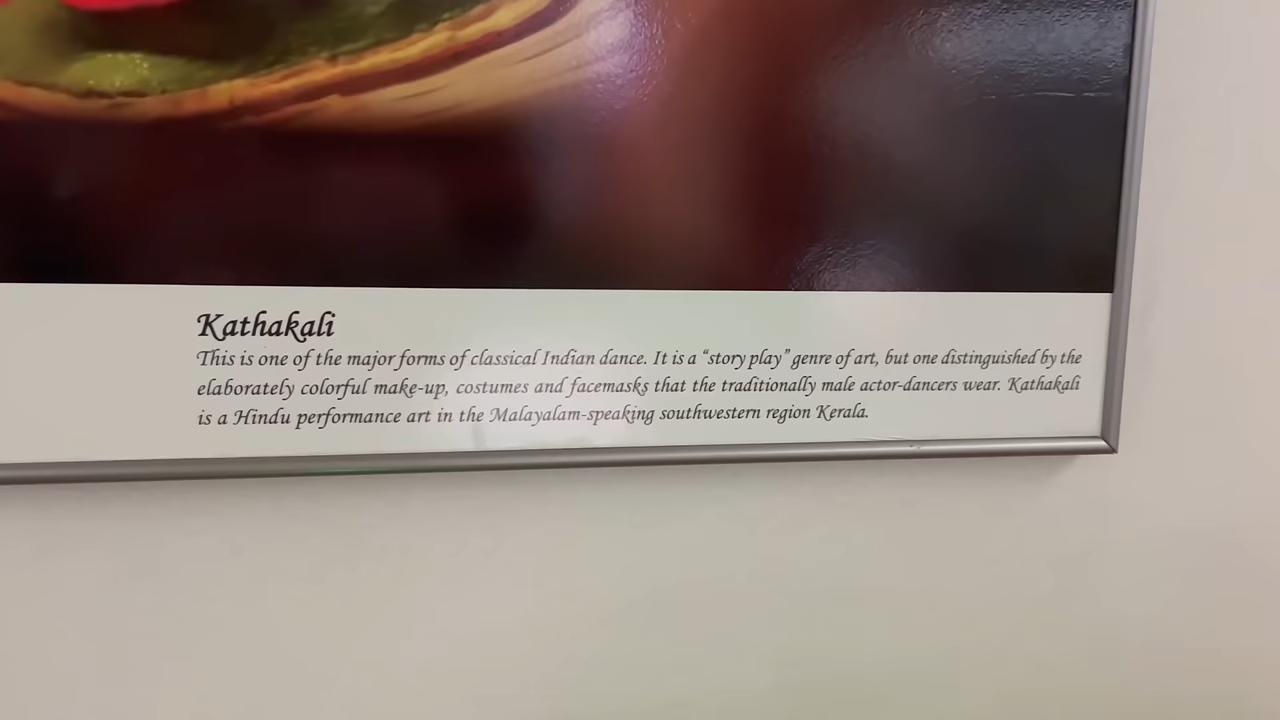 Kathakali
This is one of the major forms of classical Indian dance. It is a “story play” genre of art, but one distinguished by the
elaborately colorful make-up, costumes and facemasks that the traditionally male actor-dancers wear. Kathakali
is a Hindu performance art in the Malayalam-speaking southwestern region Kerala.